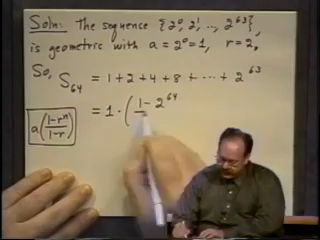 Soln: The sequence {2⁰, 2¹, ..., 2⁶³},
is geometric with a = 2⁰ = 1, r = 2.
So, S₆₄ = 1 + 2 + 4 + 8 + ... + 2⁶³
= 1 · (1 - 2⁶⁴
a((1-rⁿ)/(1-r))